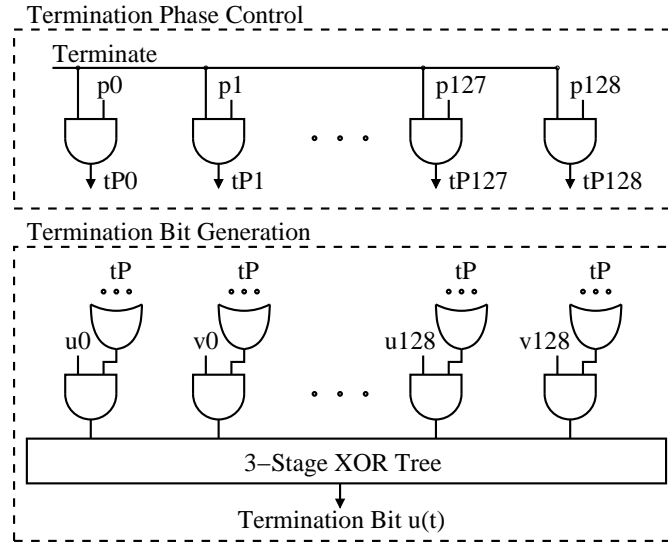 Termination Phase Control
Terminate
p0 p1 p127 p128
tP0 tP1 tP127 tP128
Termination Bit Generation
tP tP tP tP
u0 v0 u128 v128
3−Stage XOR Tree
Termination Bit u(t)